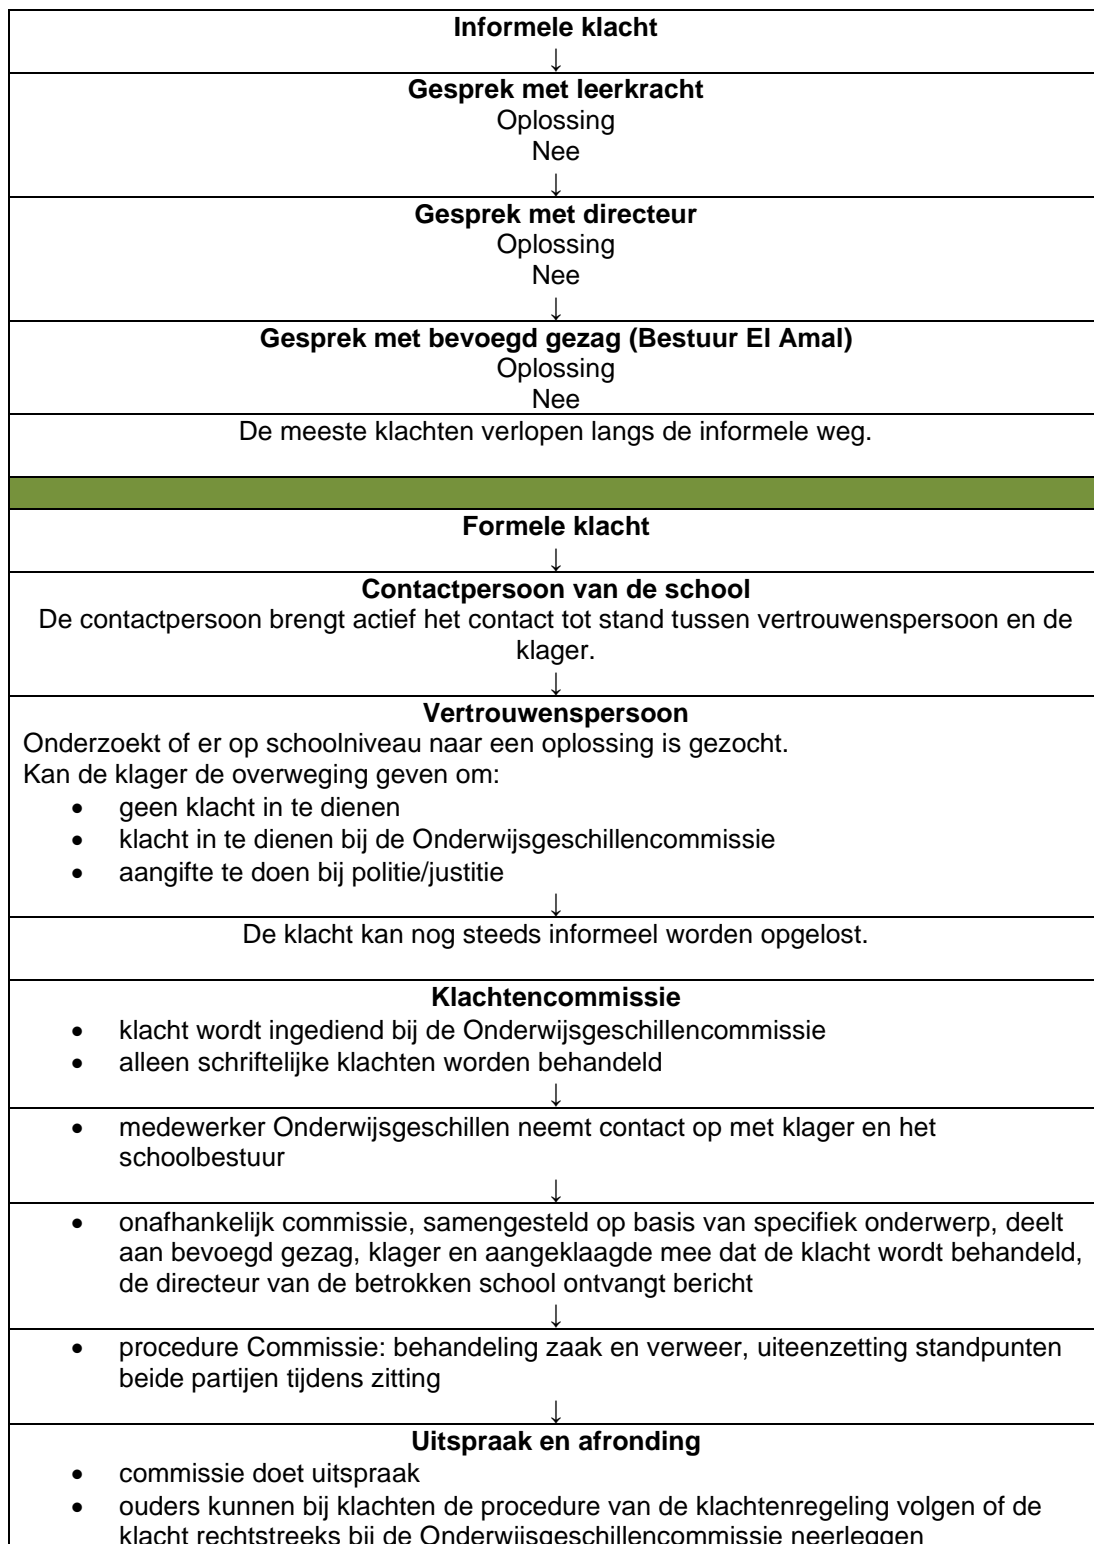 Informele klacht
↓
Gesprek met leerkracht
Oplossing
Nee
↓
Gesprek met directeur
Oplossing
Nee
↓
Gesprek met bevoegd gezag (Bestuur El Amal)
Oplossing
Nee
De meeste klachten verlopen langs de informele weg.
Formele klacht
↓
Contactpersoon van de school
De contactpersoon brengt actief het contact tot stand tussen vertrouwenspersoon en de
klager.
↓
Vertrouwenspersoon
Onderzoekt of er op schoolniveau naar een oplossing is gezocht.
Kan de klager de overweging geven om:
• geen klacht in te dienen
• klacht in te dienen bij de Onderwijsgeschillencommissie
• aangifte te doen bij politie/justitie
↓
De klacht kan nog steeds informeel worden opgelost.
Klachtencommissie
• klacht wordt ingediend bij de Onderwijsgeschillencommissie
• alleen schriftelijke klachten worden behandeld
↓
• medewerker Onderwijsgeschillen neemt contact op met klager en het
schoolbestuur
↓
• onafhankelijk commissie, samengesteld op basis van specifiek onderwerp, deelt
aan bevoegd gezag, klager en aangeklaagde mee dat de klacht wordt behandeld,
de directeur van de betrokken school ontvangt bericht
↓
• procedure Commissie: behandeling zaak en verweer, uiteenzetting standpunten
beide partijen tijdens zitting
↓
Uitspraak en afronding
• commissie doet uitspraak
• ouders kunnen bij klachten de procedure van de klachtenregeling volgen of de
klacht rechtstreeks bij de Onderwijsgeschillencommissie neerleggen